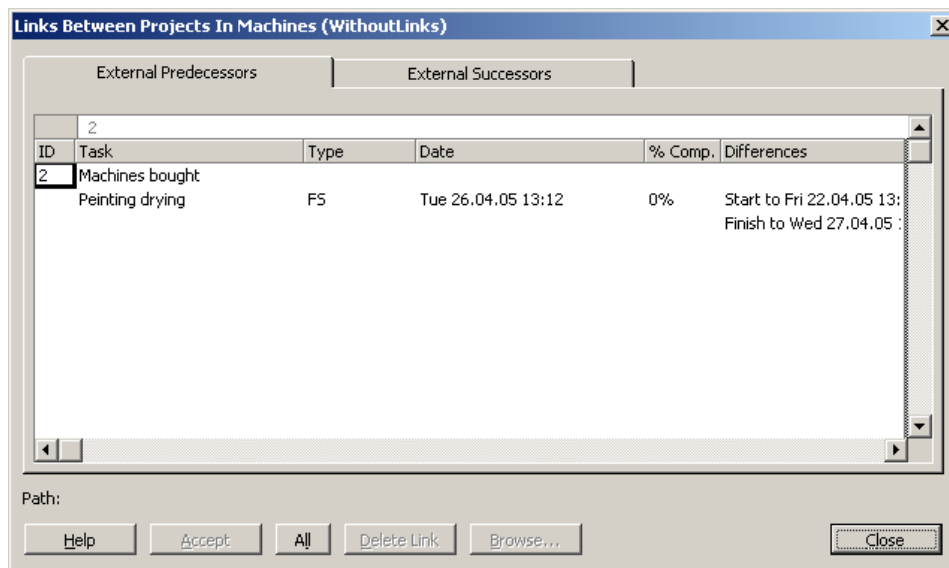 Links Between Projects In Machines (WithoutLinks)
External Predecessors External Successors
2
ID Task Type Date % Comp. Differences
2 Machines bought
Peinting drying FS Tue 26.04.05 13:12 0% Start to Fri 22.04.05 13:
Finish to Wed 27.04.05
Path:
Help Accept All Delete Link Browse... Close